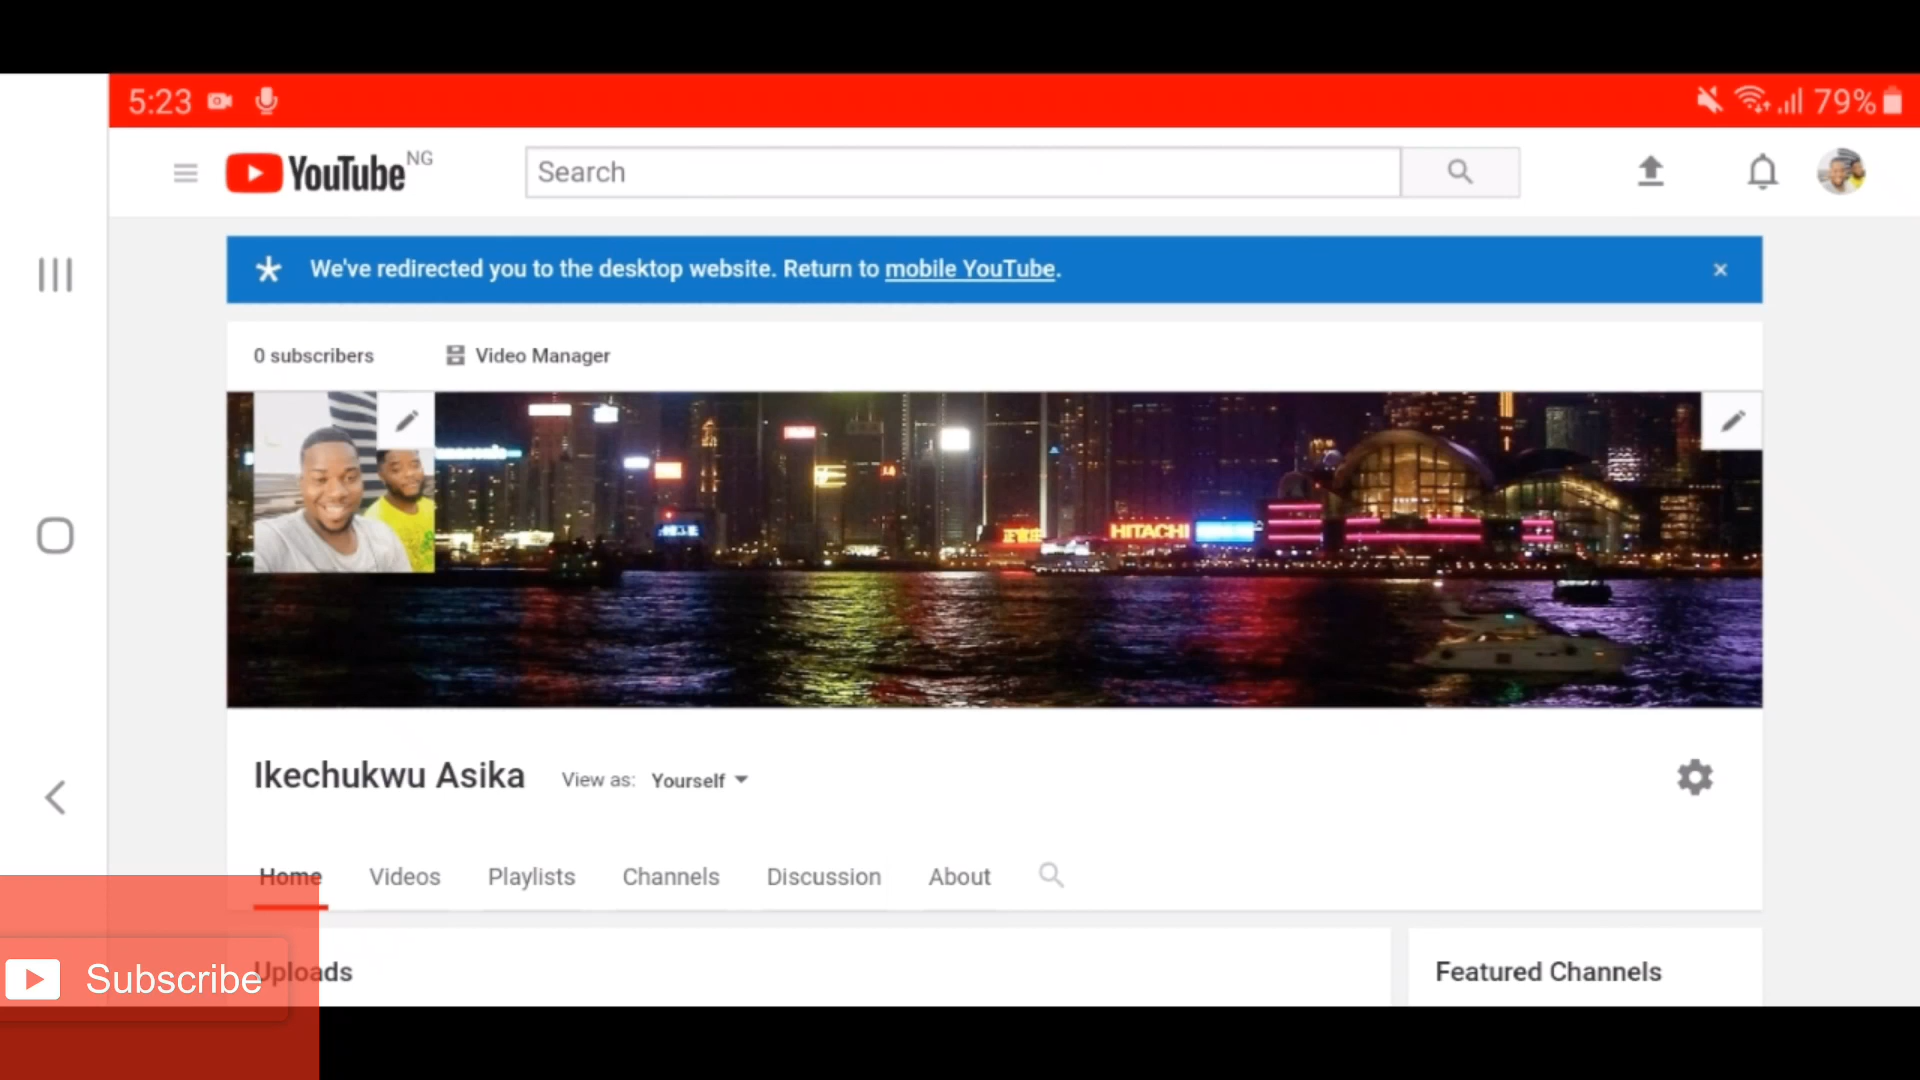 5:23
79%
YouTube NG
Search
We've redirected you to the desktop website. Return to mobile YouTube.
0 subscribers
Video Manager
HITACHI
Ikechukwu Asika
View as: Yourself
Home
Videos
Playlists
Channels
Discussion
About
Uploads
Featured Channels
Subscribe